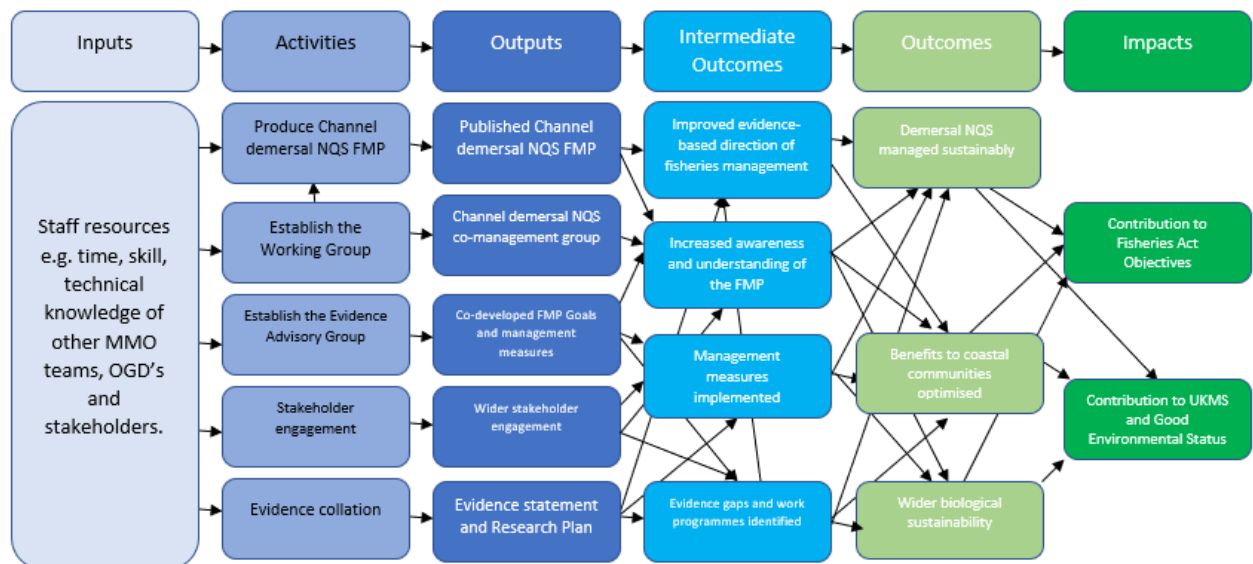 Inputs
Activities
Outputs
Intermediate
Outcomes
Outcomes
Impacts
Staff resources
e.g. time, skill,
technical
knowledge of
other MMO
teams, OGD's
and
stakeholders.
Produce Channel
demersal NQS FMP
Establish the
Working Group
Establish the Evidence
Advisory Group
Stakeholder
engagement
Evidence collation
Published Channel
demersal NQS FMP
Channel demersal NQS
co-management group
Co-developed FMP Goals
and management
measures
Wider stakeholder
engagement
Evidence statement
and Research Plan
Improved evidence-
based direction of
fisheries management
Increased awareness
and understanding of
the FMP
Management
measures
implemented
Evidence gaps and work
programmes identified
Demersal NQS
managed sustainably
Benefits to coastal
communities
optimised
Wider biological
sustainability
Contribution to
Fisheries Act
Objectives
Contribution to UKMS
and Good
Environmental Status